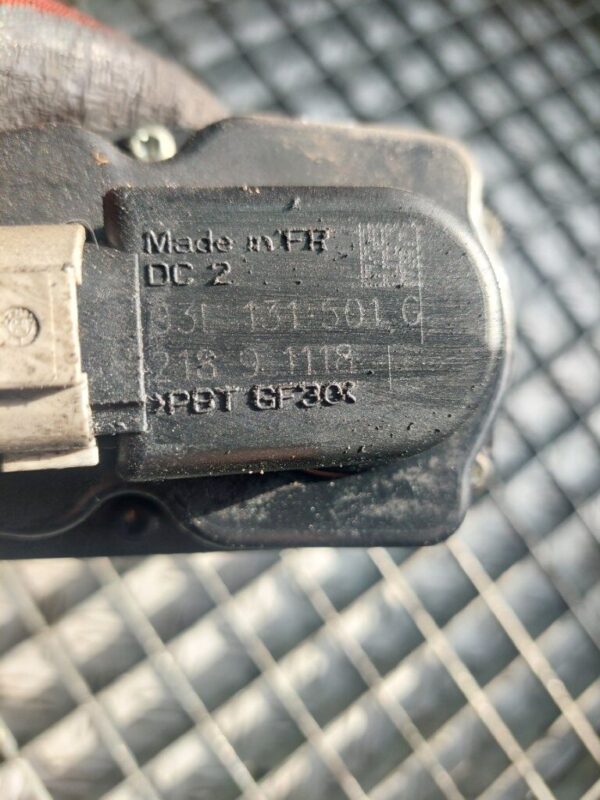 Made in FR
DC 2
03L 131 501 G
218 9 1118
>PBT GF30<